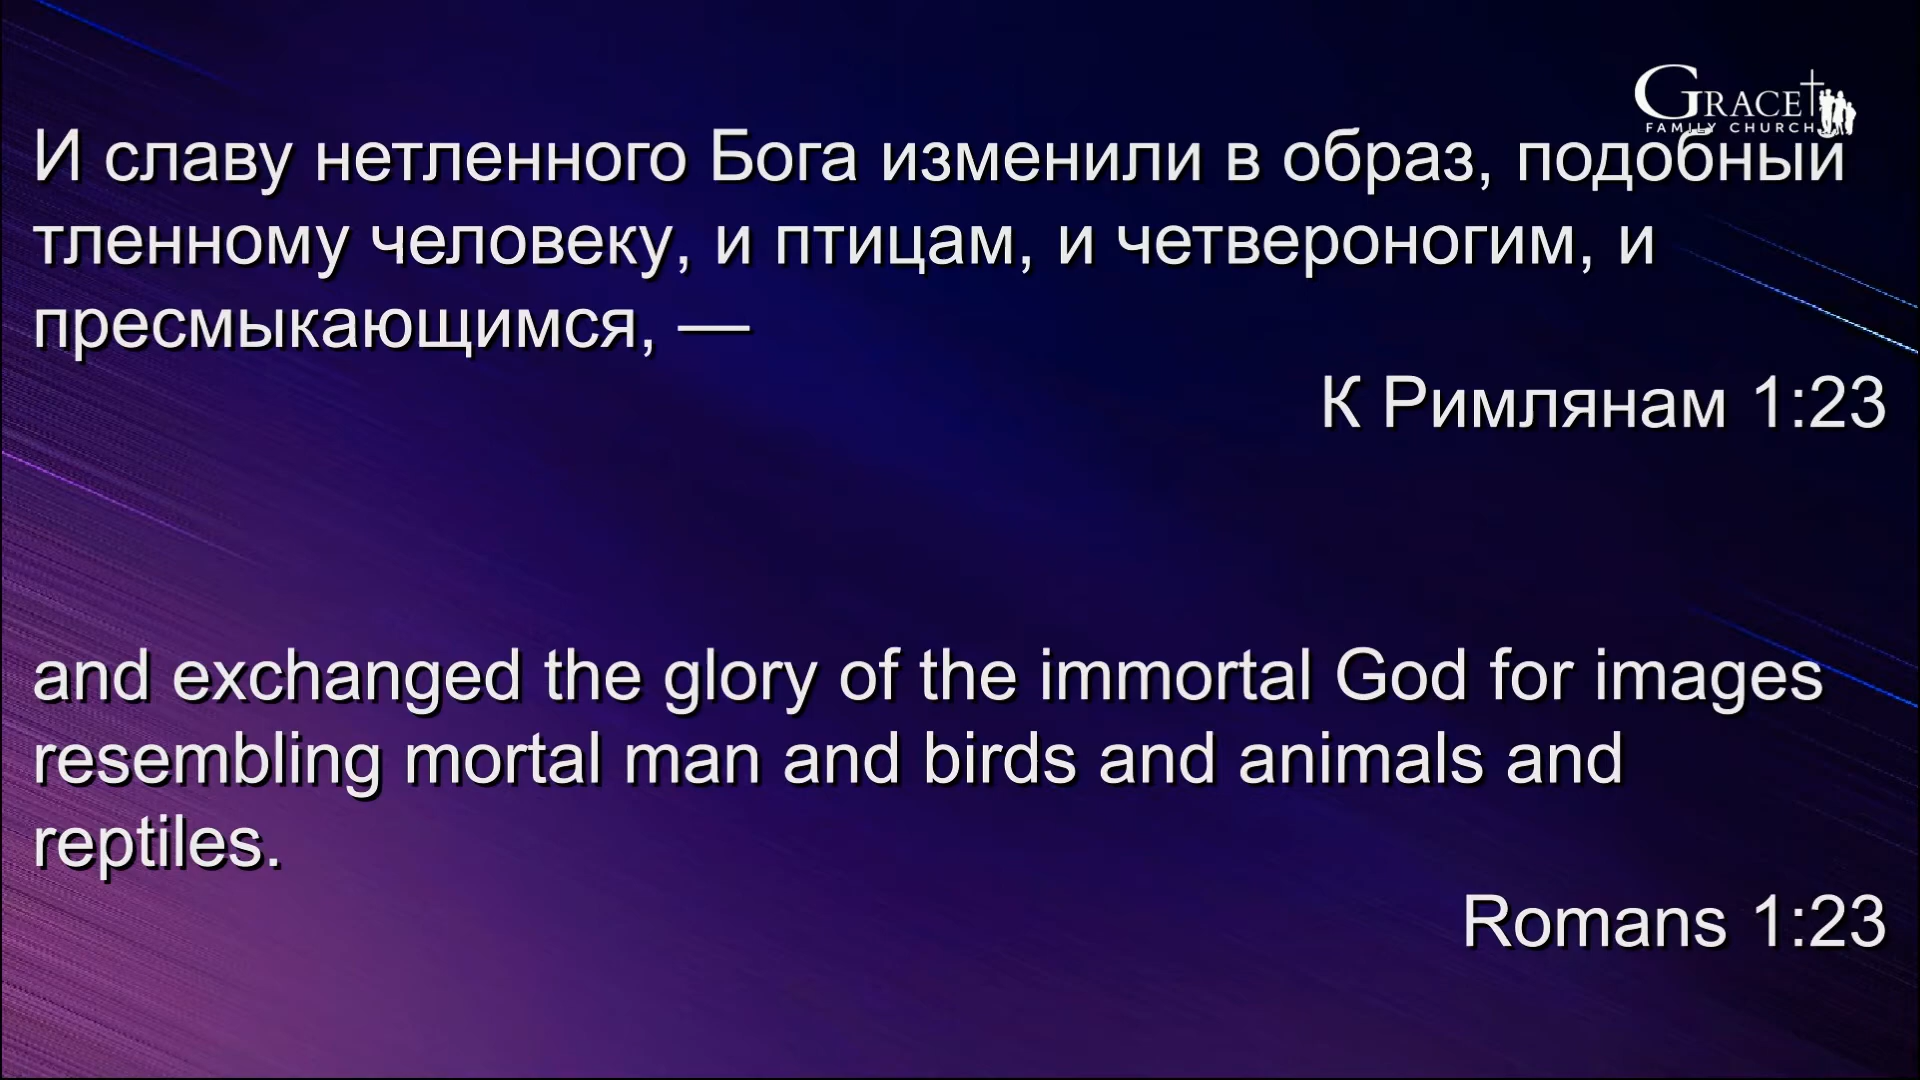 GRACE
FAMILY CHURCH
И славу нетленного Бога изменили в образ, подобный
тленному человеку, и птицам, и четвероногим, и
пресмыкающимся, —
К Римлянам 1:23
and exchanged the glory of the immortal God for images
resembling mortal man and birds and animals and
reptiles.
Romans 1:23